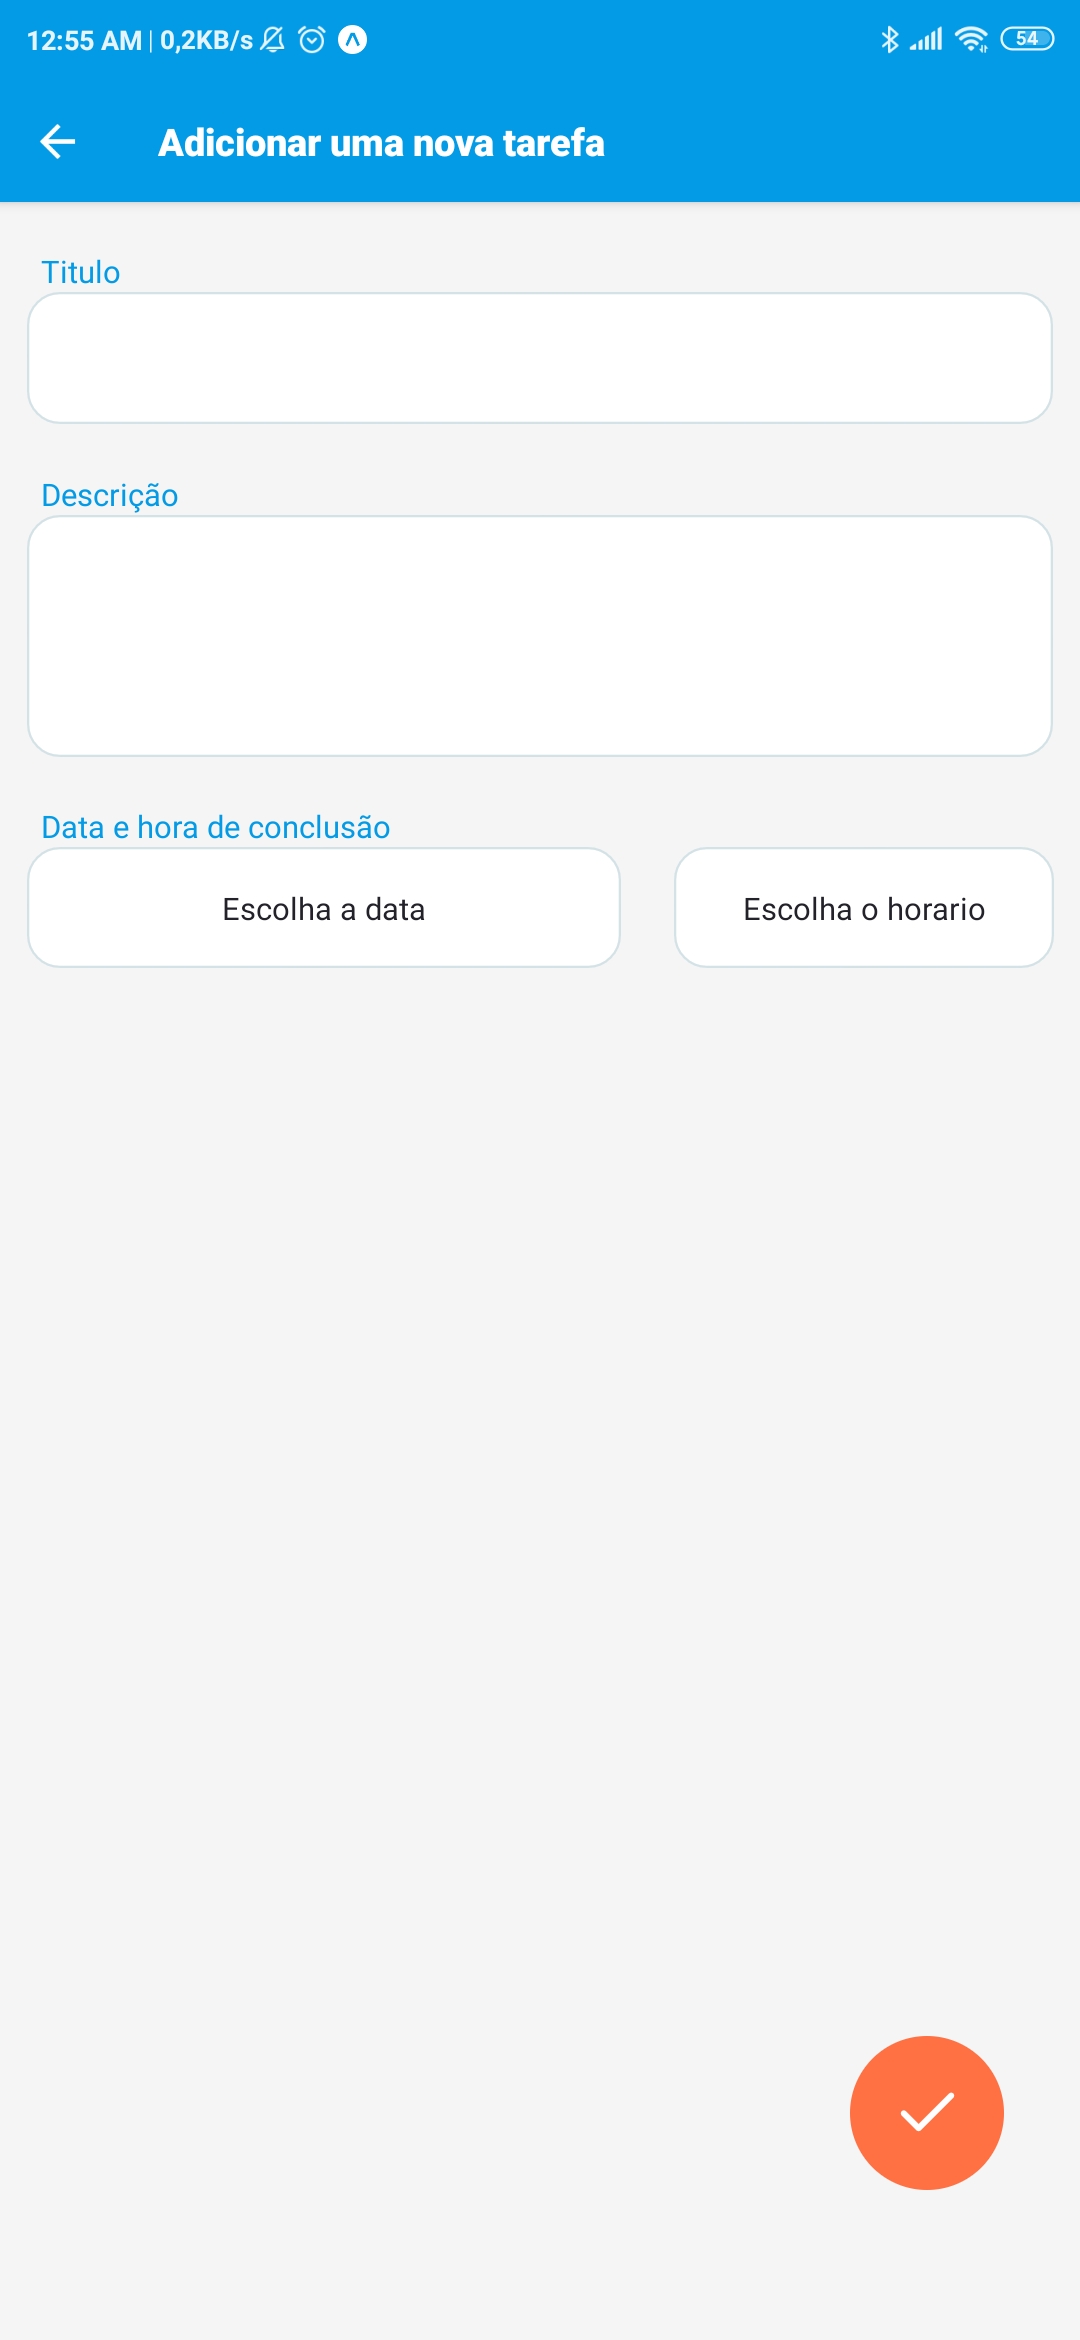 12:55 AM | 0,2KB/s 54
Adicionar uma nova tarefa
Titulo
Descrição
Data e hora de conclusão
Escolha a data Escolha o horario